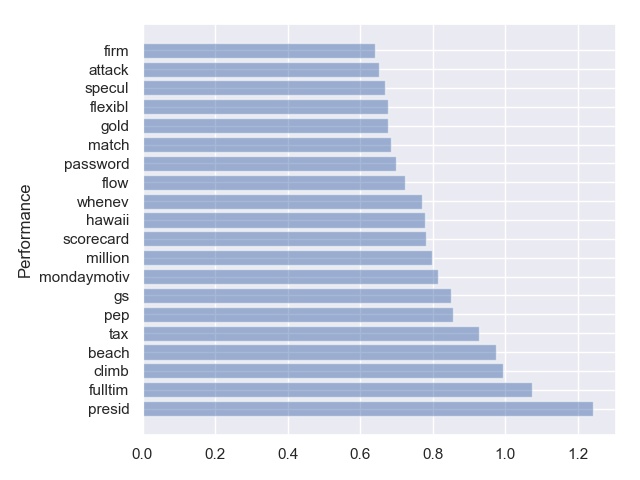 firm
attack
specul
flexibl
gold
match
password
flow
whenev
hawaii
scorecard
million
mondaymotiv
gs
pep
tax
beach
climb
fulltim
presid
Performance
0.0 0.2 0.4 0.6 0.8 1.0 1.2